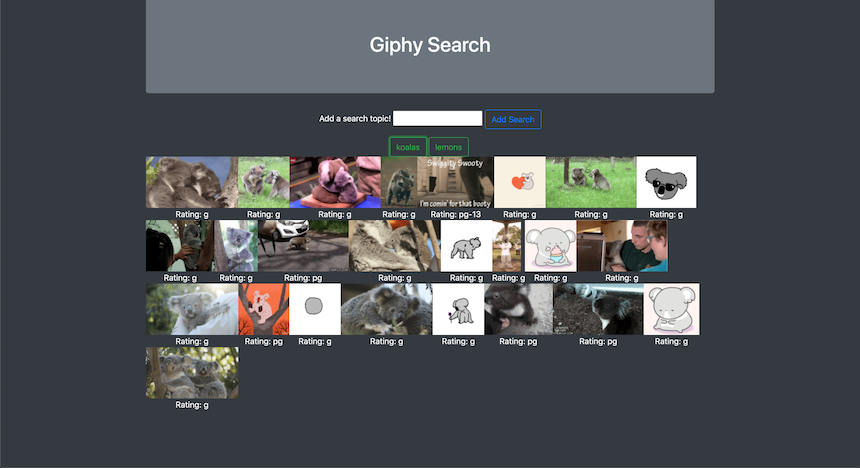 Giphy Search
Add a search topic! Add Search
koalas lemons
Swiggity Swooty
I'm comin' for that booty
Rating: g Rating: g Rating: g Rating: g Rating: pg-13 Rating: g Rating: g Rating: g
Rating: g Rating: g Rating: pg Rating: g Rating: g Rating: g Rating: g Rating: g
Rating: g Rating: pg Rating: g Rating: g Rating: g Rating: pg Rating: pg Rating: g
Rating: g